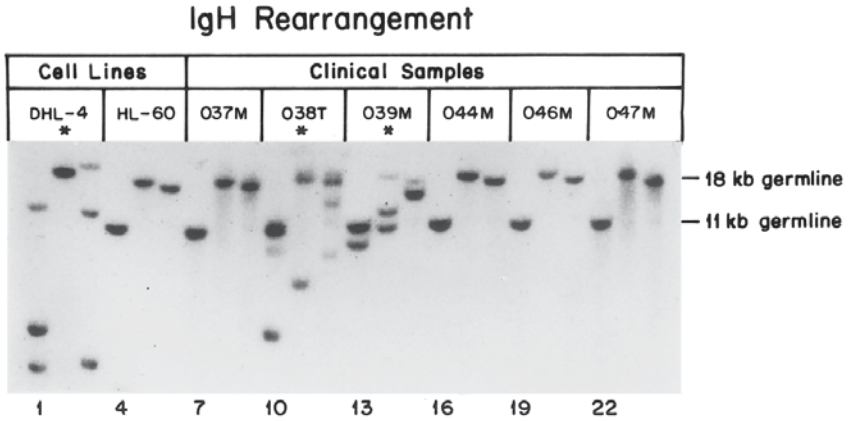 IgH Rearrangement
Cell Lines Clinical Samples
DHL-4 HL-60 037M 038T 039M 044M 046M 047M
* * *
18 kb germline
11 kb germline
1 4 7 10 13 16 19 22